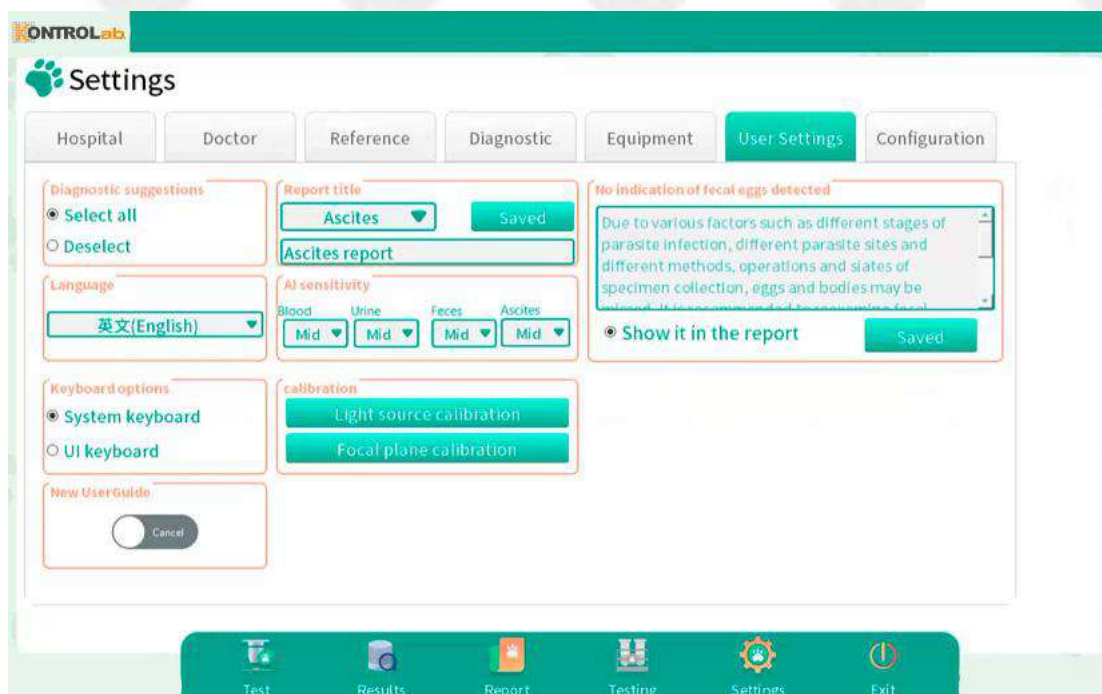 KONTROLab
Settings
Hospital
Doctor
Reference
Diagnostic
Equipment
User Settings
Configuration
Diagnostic suggestions
Select all
Deselect
Report title
Ascites
Saved
Ascites report
No indication of fecal eggs detected
Due to various factors such as different stages of
parasite infection, different parasite sites and
different methods, operations and slates of
specimen collection, eggs and bodies may be
Show it in the report
Saved
Language
英文(English)
AI sensitivity
Blood Urine Feces Ascites
Mid Mid Mid Mid
Keyboard options
System keyboard
UI keyboard
calibration
Light source calibration
Focal plane calibration
New UserGuide
Cancel
Test
Results
Report
Testing
Settings
Exit